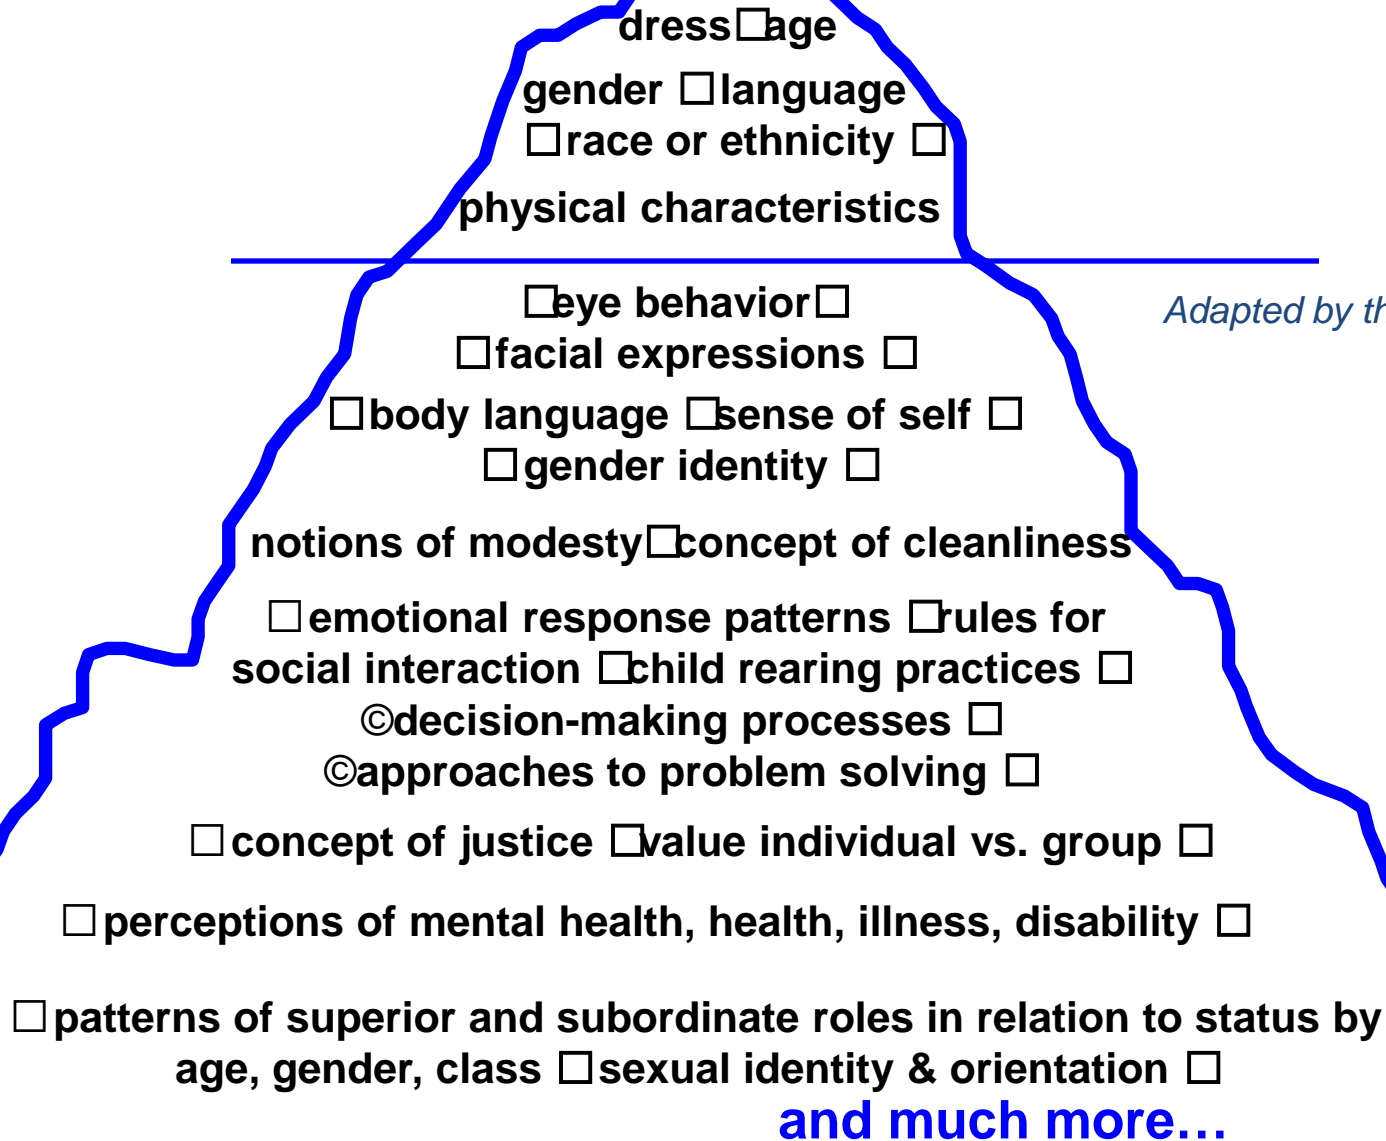 dress□age
gender □language
□race or ethnicity □
physical characteristics
□eye behavior□
Adapted by th
□facial expressions □
□body language □sense of self □
□gender identity □
notions of modesty□concept of cleanliness
□emotional response patterns □rules for
social interaction □child rearing practices □
©decision-making processes □
©approaches to problem solving □
□concept of justice □value individual vs. group □
□perceptions of mental health, health, illness, disability □
□patterns of superior and subordinate roles in relation to status by
age, gender, class □sexual identity & orientation □
and much more…